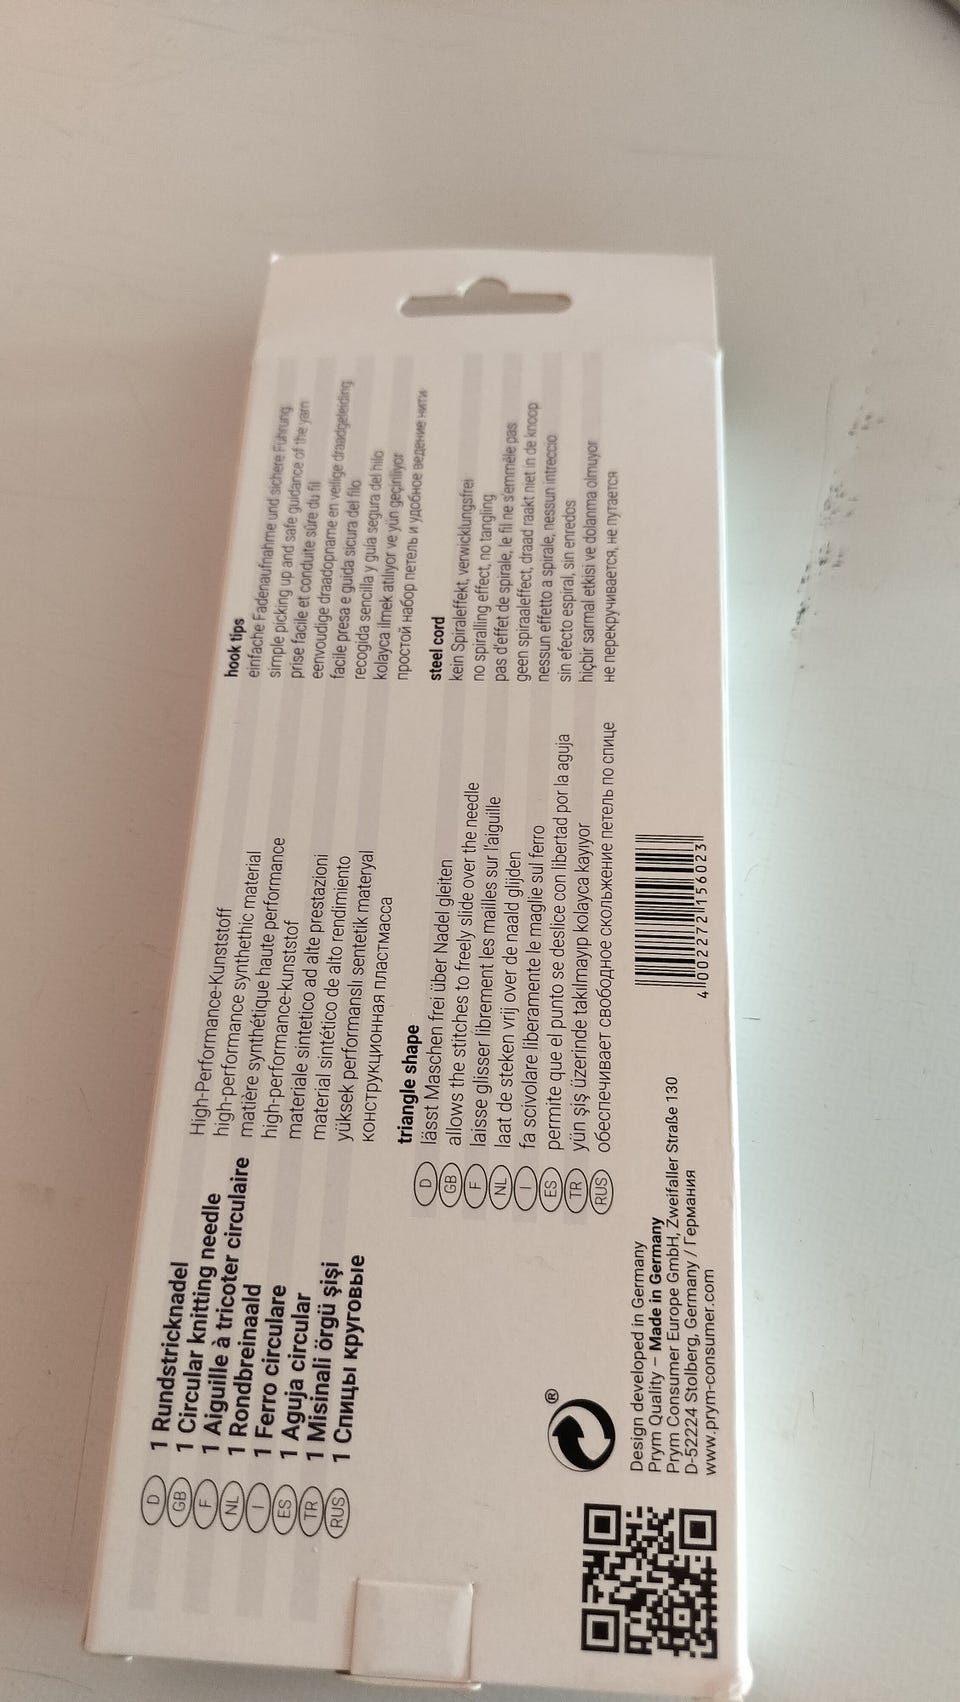 D 1 Rundstricknadel
GB 1 Circular knitting needle
F 1 Aiguille à tricoter circulaire
NL 1 Rondbreinaald
I 1 Ferro circulare
ES 1 Aguja circular
TR 1 Misinali örgü şişi
RUS 1 Спицы круговые
High-Performance-Kunststoff
high-performance synthethic material
matière synthétique haute performance
high-performance-kunststof
materiale sintetico ad alte prestazioni
material sintético de alto rendimiento
yüksek performanslı sentetik materyal
конструкционная пластмасса
hook tips
einfache Fadenaufnahme und sichere Führung
simple picking up and safe guidance of the yarn
prise facile et conduite sûre du fil
eenvoudige draadopname en veilige draadgeleiding
facile presa e guida sicura del filo
recogida sencilla y guía segura del hilo
kolayca ilmek atılıyor ve yün geçiriliyor
простой набор петель и удобное ведение нити
triangle shape
D lässt Maschen frei über Nadel gleiten
GB allows the stitches to freely slide over the needle
F laisse glisser librement les mailles sur l'aiguille
NL laat de steken vrij over de naald glijden
I fa scivolare liberamente le maglie sul ferro
ES permite que el punto se deslice con libertad por la aguja
TR yün şiş üzerinde takılmayıp kolayca kayıyor
RUS обеспечивает свободное скольжение петель по спице
steel cord
kein Spiraleffekt, verwicklungsfrei
no spiralling effect, no tangling
pas d'effet de spirale, le fil ne s'emmêle pas
geen spiraaleffect, draad raakt niet in de knoop
nessun effetto a spirale, nessun intreccio
sin efecto espiral, sin enredos
hiçbir sarmal etkisi ve dolanma olmuyor
не перекручивается, не путается
®
Design developed in Germany
Prym Quality – Made in Germany
Prym Consumer Europe GmbH, Zweifaller Straße 130
D-52224 Stolberg, Germany / Германия
www.prym-consumer.com
4 002272 156023